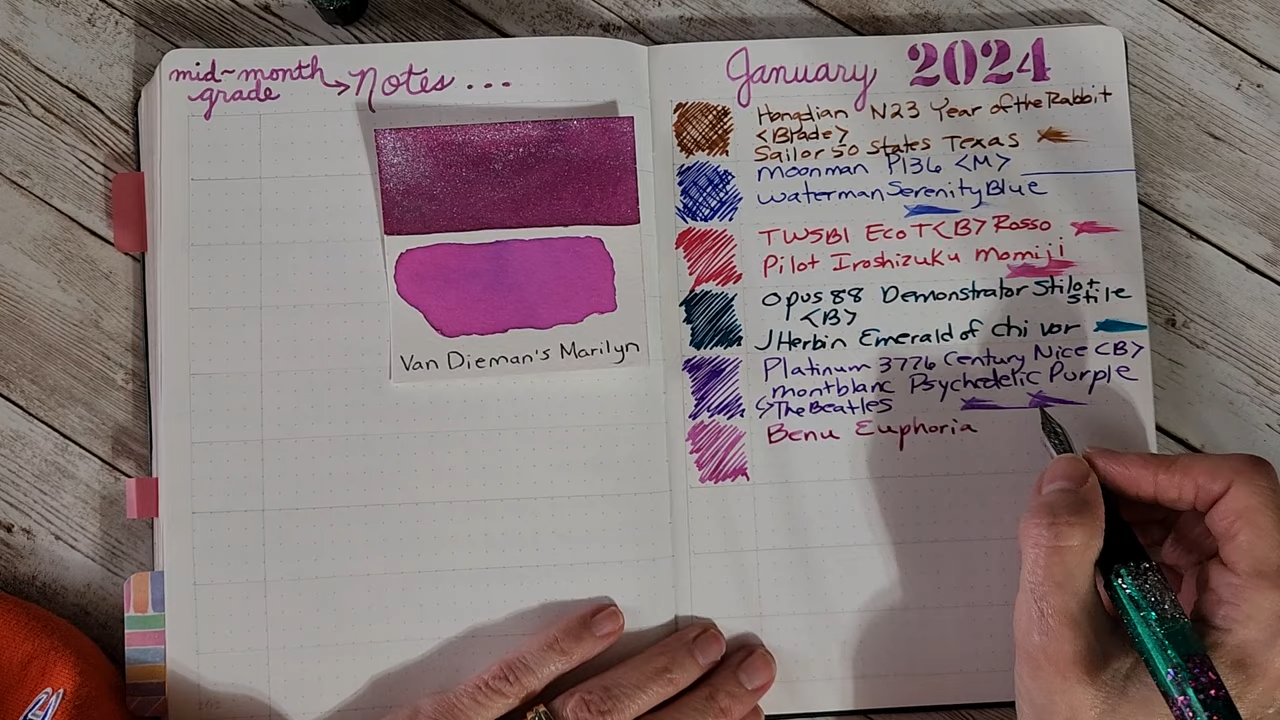 mid-month
grade → Notes ...
Van Dieman's Marilyn
January 2024
Hongdian N23 Year of the Rabbit
<Blade>
Sailor 50 States Texas
Moonman P136 <M>
Waterman Serenity Blue
TWSBI Eco T <B> Rosso
Pilot Iroshizuku Momiji
Opus 88 Demonstrator Stilo +
Stile
<B>
J Herbin Emerald of Chivor
Platinum 3776 Century Nice <B>
montblanc Psychedelic Purple
↳ The Beatles
Benu Euphoria